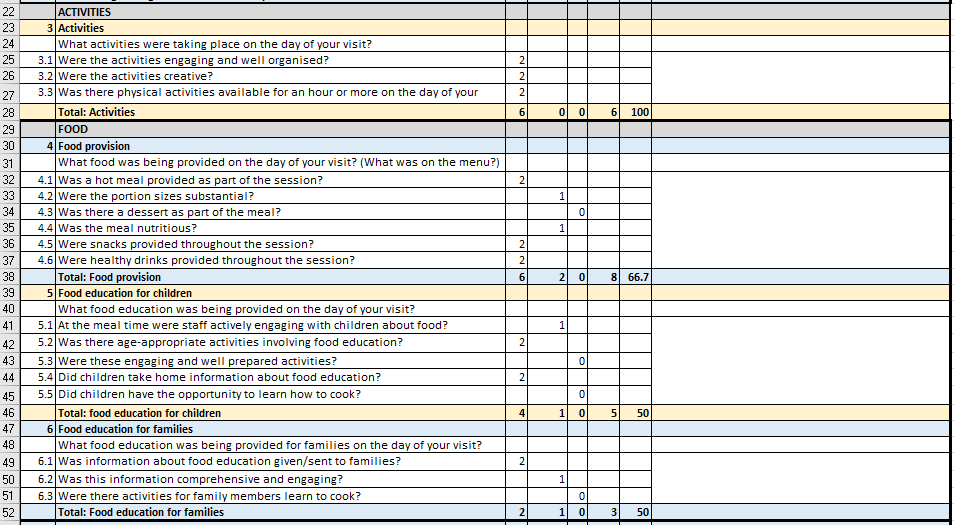 22 ACTIVITIES
23 3 Activities
24 What activities were taking place on the day of your visit?
25 3.1 Were the activities engaging and well organised? 2
26 3.2 Were the activities creative? 2
27 3.3 Was there physical activities available for an hour or more on the day of your 2
28 Total: Activities 6 0 0 6 100
29 FOOD
30 4 Food provision
31 What food was being provided on the day of your visit? (What was on the menu?)
32 4.1 Was a hot meal provided as part of the session? 2
33 4.2 Were the portion sizes substantial? 1
34 4.3 Was there a dessert as part of the meal? 0
35 4.4 Was the meal nutritious? 1
36 4.5 Were snacks provided throughout the session? 2
37 4.6 Were healthy drinks provided throughout the session? 2
38 Total: Food provision 6 2 0 8 66.7
39 5 Food education for children
40 What food education was being provided on the day of your visit?
41 5.1 At the meal time were staff actively engaging with children about food? 1
42 5.2 Was there age-appropriate activities involving food education? 2
43 5.3 Were these engaging and well prepared activities? 0
44 5.4 Did children take home information about food education? 2
45 5.5 Did children have the opportunity to learn how to cook? 0
46 Total: food education for children 4 1 0 5 50
47 6 Food education for families
48 What food education was being provided for families on the day of your visit?
49 6.1 Was information about food education given/sent to families? 2
50 6.2 Was this information comprehensive and engaging? 1
51 6.3 Were there activities for family members learn to cook? 0
52 Total: Food education for families 2 1 0 3 50